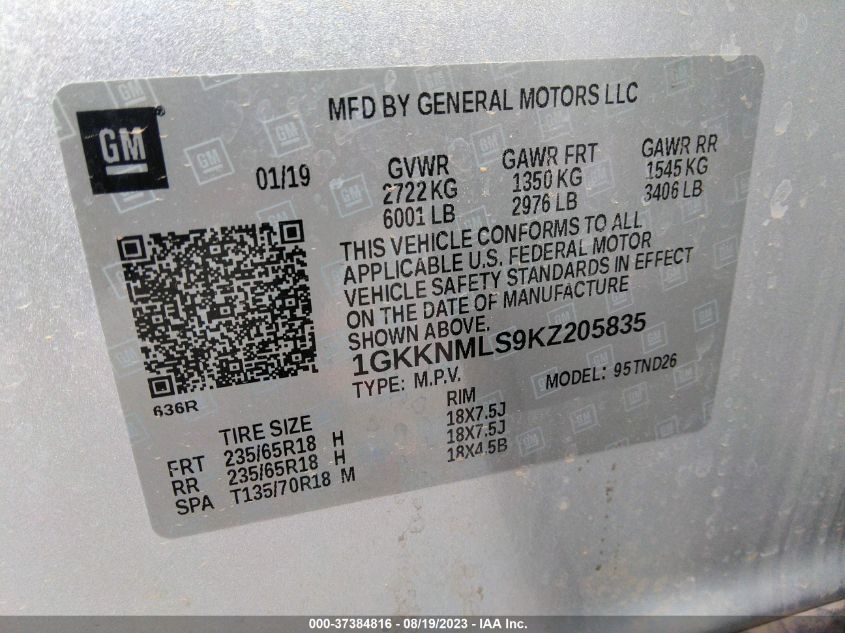 MFD BY GENERAL MOTORS LLC
GM
01/19
GVWR
2722 KG
6001 LB
GAWR FRT
1350 KG
2976 LB
GAWR RR
1545 KG
3406 LB
THIS VEHICLE CONFORMS TO ALL
APPLICABLE U.S. FEDERAL MOTOR
VEHICLE SAFETY STANDARDS IN EFFECT
ON THE DATE OF MANUFACTURE
SHOWN ABOVE.
1GKKNMLS9KZ205835
TYPE: M.P.V. MODEL: 95TND26
636R
TIRE SIZE RIM
FRT 235/65R18 H 18X7.5J
RR 235/65R18 H 18X7.5J
SPA T135/70R18 M 18X4.5B
000-37384816 - 08/19/2023 - IAA Inc.